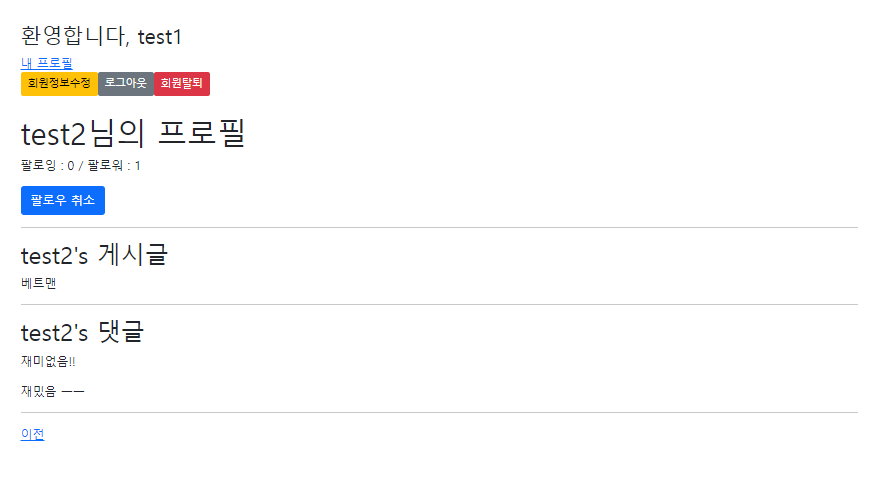 환영합니다, test1
내 프로필
회원정보수정 로그아웃 회원탈퇴
test2님의 프로필
팔로잉 : 0 / 팔로워 : 1
팔로우 취소
test2's 게시글
베트맨
test2's 댓글
재미없음!!
재밌음 ㅡㅡ
이전